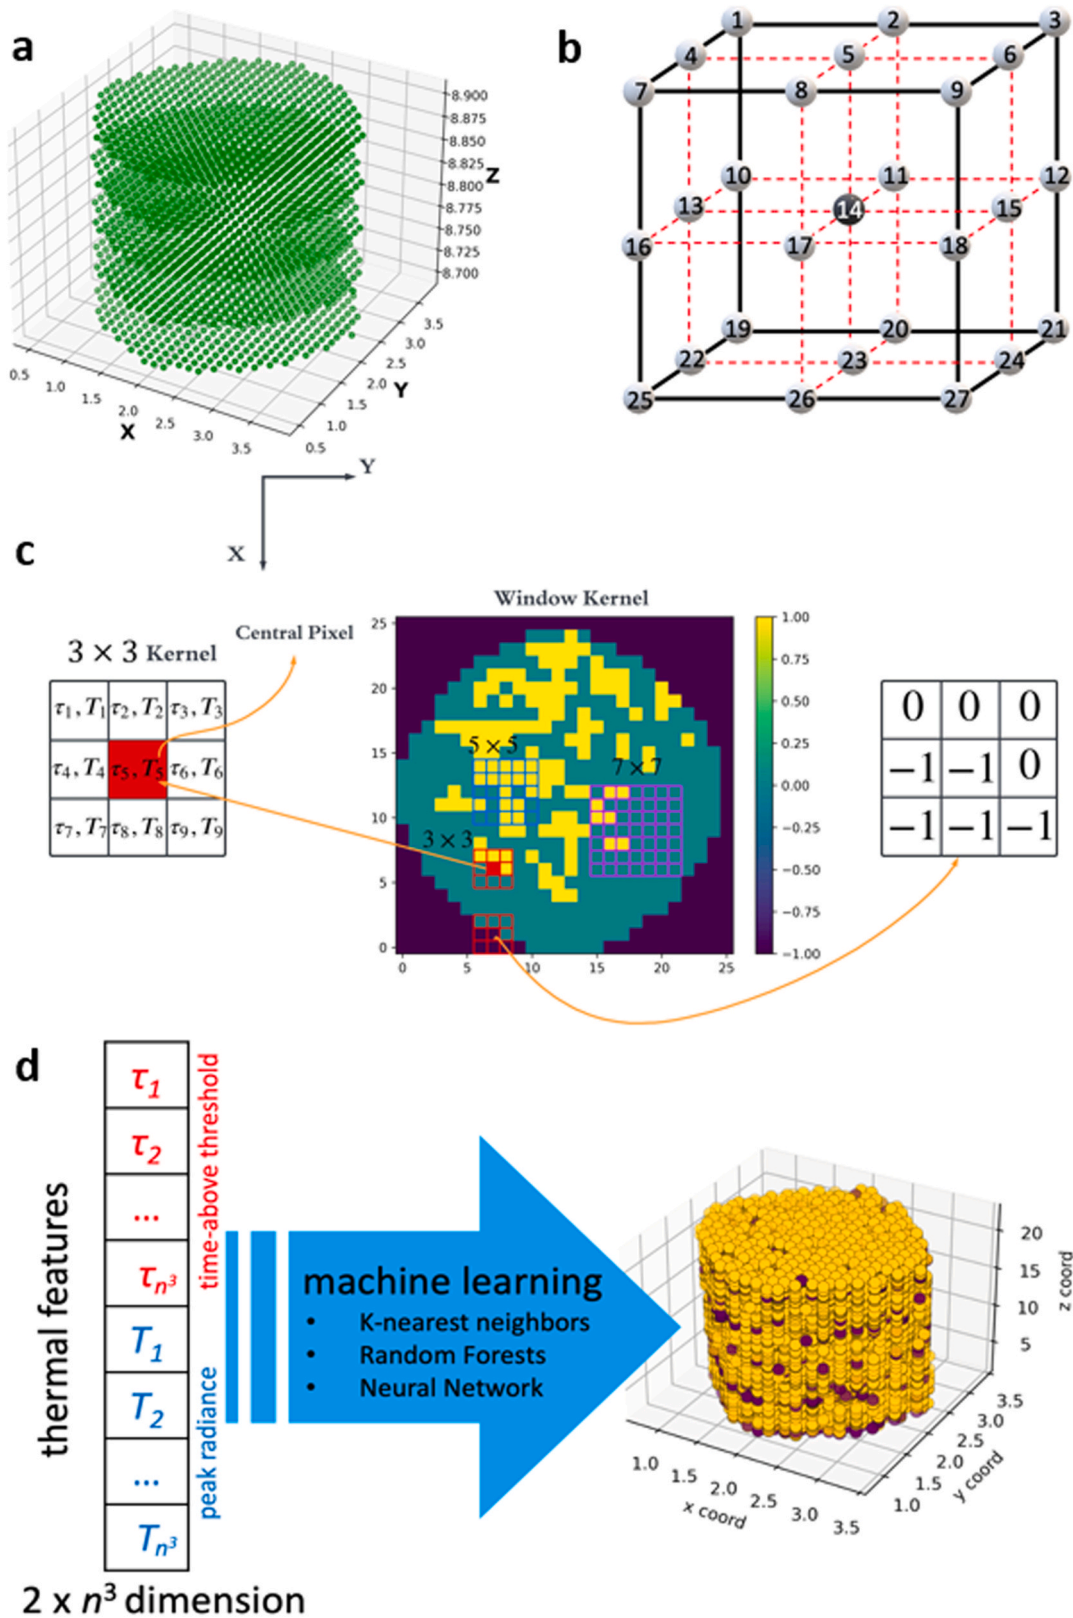 a
8.900
8.875
8.850
8.825
8.800
8.775
8.750
8.725
8.700
Z
0.5
1.0
1.5
2.0
2.5
3.0
3.5
X
0.5
1.0
1.5
2.0
2.5
3.0
3.5
Y
b
1 2 3
4 5 6
7 8 9
10 11 12
13 14 15
16 17 18
19 20 21
22 23 24
25 26 27
Y
X
c
3 × 3 Kernel
Central Pixel
τ1, T1 τ2, T2 τ3, T3
τ4, T4 τ5, T5 τ6, T6
τ7, T7 τ8, T8 τ9, T9
Window Kernel
25
20
15
10
5
0
0 5 10 15 20 25
5 × 5
7 × 7
3 × 3
1.00
0.75
0.50
0.25
0.00
−0.25
−0.50
−0.75
−1.00
0 0 0
−1 −1 0
−1 −1 −1
d
thermal features
τ1
τ2
...
τn³
T1
T2
...
Tn³
time-above threshold
peak radiance
2 x n³ dimension
machine learning
• K-nearest neighbors
• Random Forests
• Neural Network
20
15
10
5
z coord
1.0
1.5
2.0
2.5
3.0
3.5
x coord
1.0
1.5
2.0
2.5
3.0
3.5
y coord